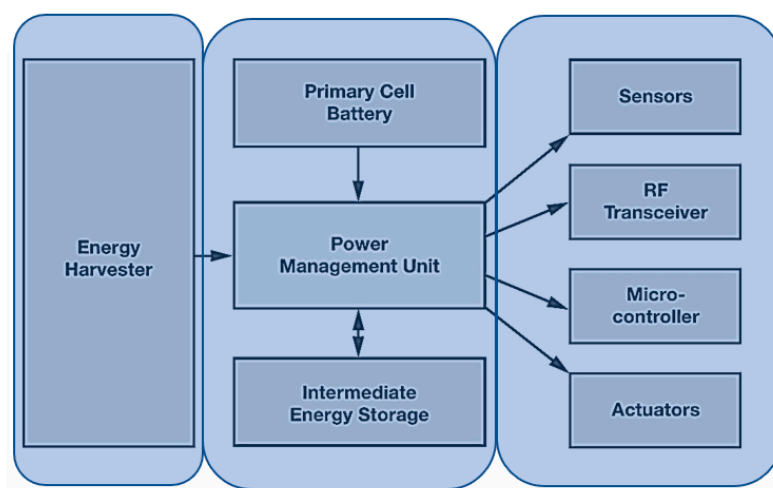 Energy
Harvester
Primary Cell
Battery
Power
Management Unit
Intermediate
Energy Storage
Sensors
RF
Transceiver
Micro-
controller
Actuators